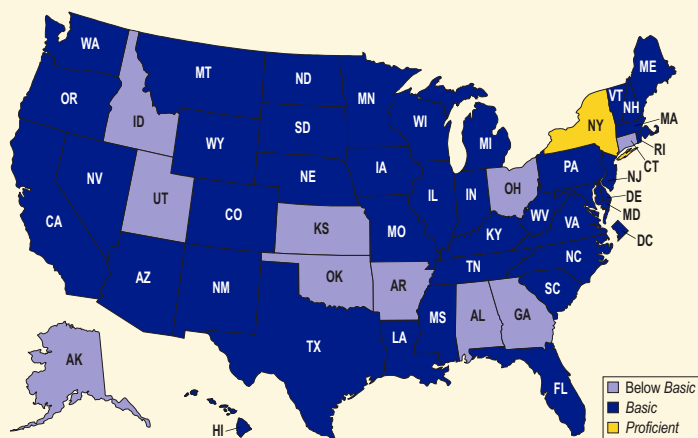 WA
MT
ND
MN
ME
VT
NH
OR
ID
WY
SD
WI
MI
NY
MA
RI
CT
NV
UT
NE
IA
PA
NJ
CA
CO
KS
MO
IL
IN
OH
WV
VA
DE
MD
DC
KY
AZ
NM
OK
AR
TN
NC
SC
TX
LA
MS
AL
GA
FL
AK
HI
Below Basic
Basic
Proficient